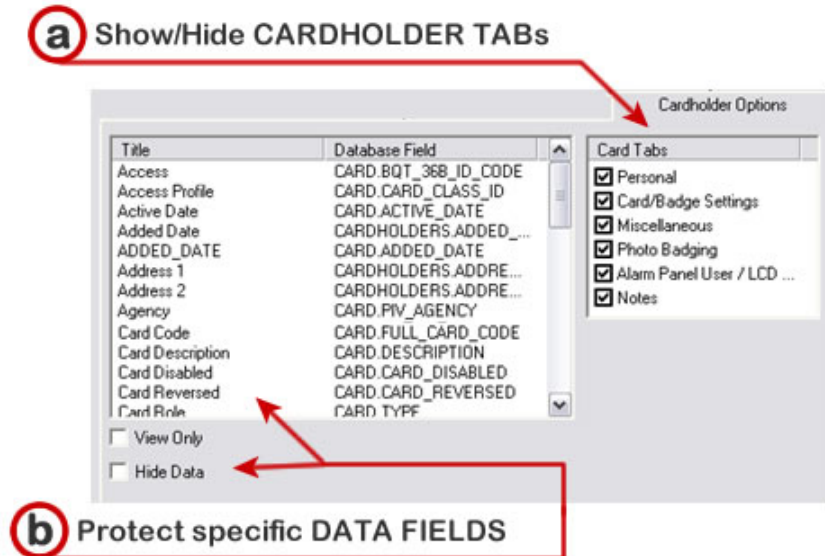 a Show/Hide CARDHOLDER TABs
Cardholder Options
Title Database Field
Access CARD.BQT_36B_ID_CODE
Access Profile CARD.CARD_CLASS_ID
Active Date CARD.ACTIVE_DATE
Added Date CARDHOLDERS.ADDED_...
ADDED_DATE CARD.ADDED_DATE
Address 1 CARDHOLDERS.ADDRE...
Address 2 CARDHOLDERS.ADDRE...
Agency CARD.PIV_AGENCY
Card Code CARD.FULL_CARD_CODE
Card Description CARD.DESCRIPTION
Card Disabled CARD.CARD_DISABLED
Card Reversed CARD.CARD_REVERSED
Card Role CARD.TYPE
View Only
Hide Data
Card Tabs
Personal
Card/Badge Settings
Miscellaneous
Photo Badging
Alarm Panel User / LCD ...
Notes
b Protect specific DATA FIELDS